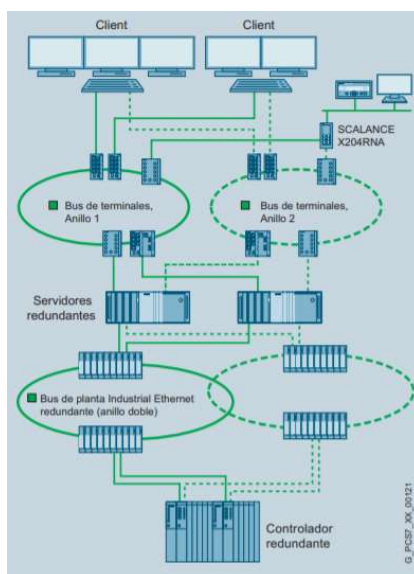 Client
Client
SCALANCE
X204RNA
Bus de terminales,
Anillo 1
Bus de terminales,
Anillo 2
Servidores
redundantes
Bus de planta Industrial Ethernet
redundante (anillo doble)
Controlador
redundante
G_PCS7_XX_00121